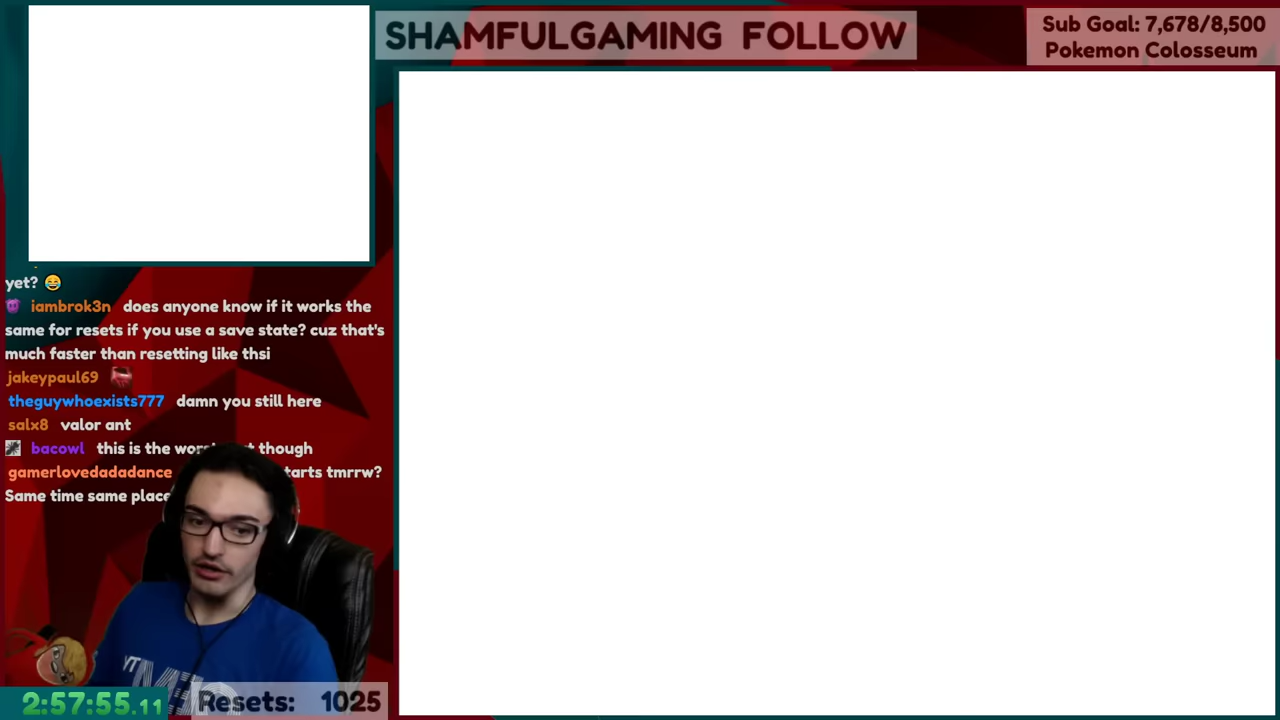 SHAMFULGAMING FOLLOW
Sub Goal: 7,678/8,500
Pokemon Colosseum
yet? 😂
iambrok3n does anyone know if it works the
same for resets if you use a save state? cuz that's
much faster than resetting like thsi
jakeypaul69
theguywhoexists777 damn you still here
salx8 valor ant
bacowl this is the though
gamerlovedadadance tmrrw?
Same time same place
YT
2:57:55.11
Resets: 1025